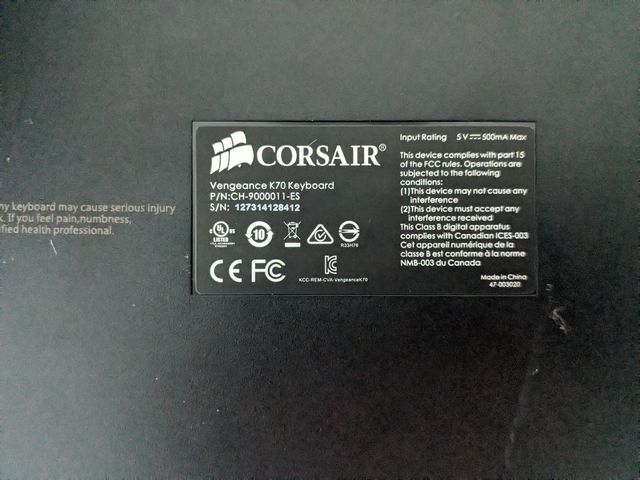 ny keyboard may cause serious injury
. If you feel pain,numbness,
ified health professional.
CORSAIR®
Vengeance K70 Keyboard
P/N:CH-9000011-ES
S/N: 127314128412
c UL us
LISTED
10
R33H76
CE FC
KCC-REM-CVA-VengeanceK70
Input Rating 5V⎓500mA Max
This device complies with part 15
of the FCC rules. Operations are
subjected to the following
conditions:
(1)This device may not cause any
interference
(2)This device must accept any
interference received
This Class B digital apparatus
complies with Canadian ICES-003
Cet appareil numérique de la
classe B est conforme à la norme
NMB-003 du Canada
Made in China
47-003020